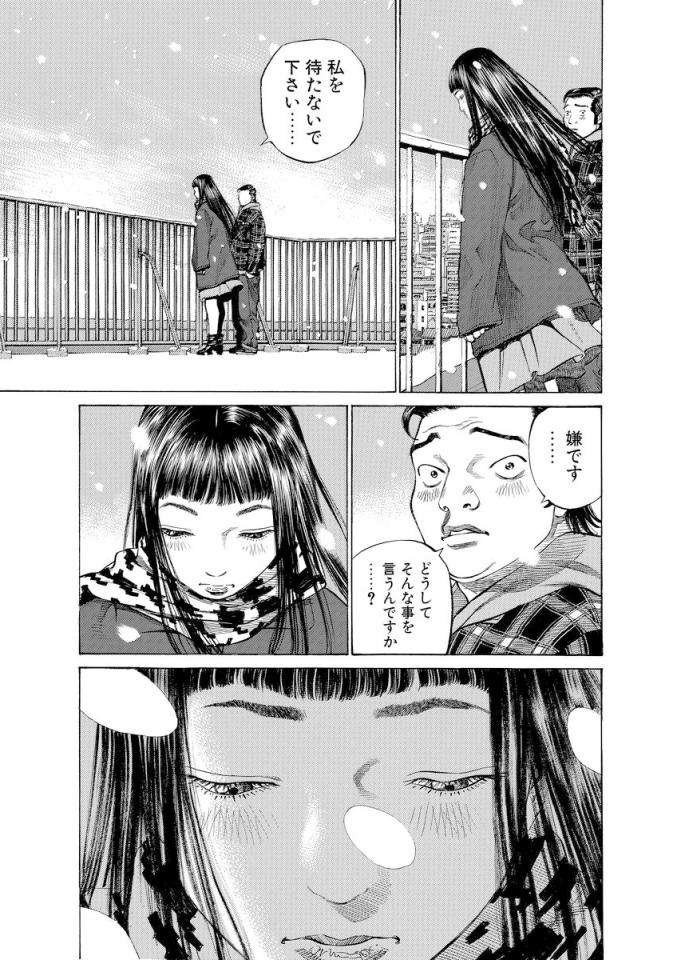 私を
待たないで
下さい……
嫌です
……
どうして
そんな事を
言うんですか
……?